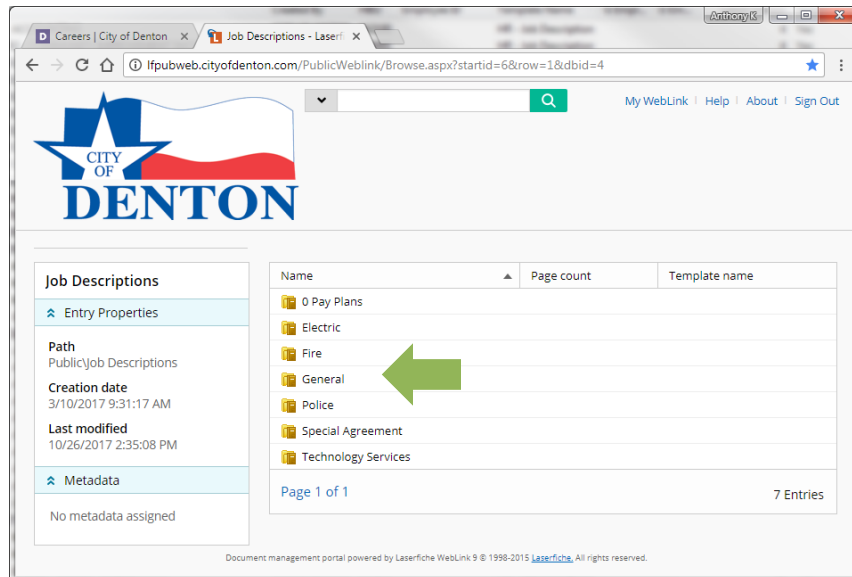 Anthony K
Careers | City of Denton
Job Descriptions - Laserfi
lfpubweb.cityofdenton.com/PublicWeblink/Browse.aspx?startid=6&row=1&dbid=4
My WebLink | Help | About | Sign Out
CITY
OF
DENTON
Job Descriptions
Entry Properties
Path
Public\Job Descriptions
Creation date
3/10/2017 9:31:17 AM
Last modified
10/26/2017 2:35:08 PM
Metadata
No metadata assigned
Name Page count Template name
0 Pay Plans
Electric
Fire
General
Police
Special Agreement
Technology Services
Page 1 of 1 7 Entries
Document management portal powered by Laserfiche WebLink 9 © 1998-2015 Laserfiche. All rights reserved.